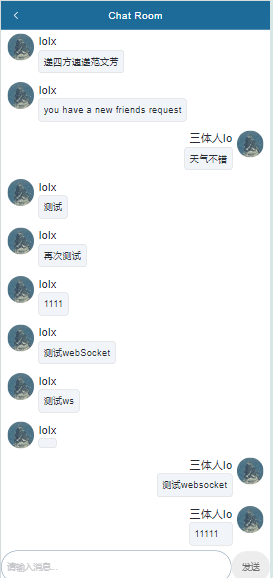 Chat Room
lolx
递四方速递范文芳
lolx
you have a new friends request
三体人lo
天气不错
lolx
测试
lolx
再次测试
lolx
1111
lolx
测试webSocket
lolx
测试ws
lolx
三体人lo
测试websocket
三体人lo
11111
请输入消息...
发送